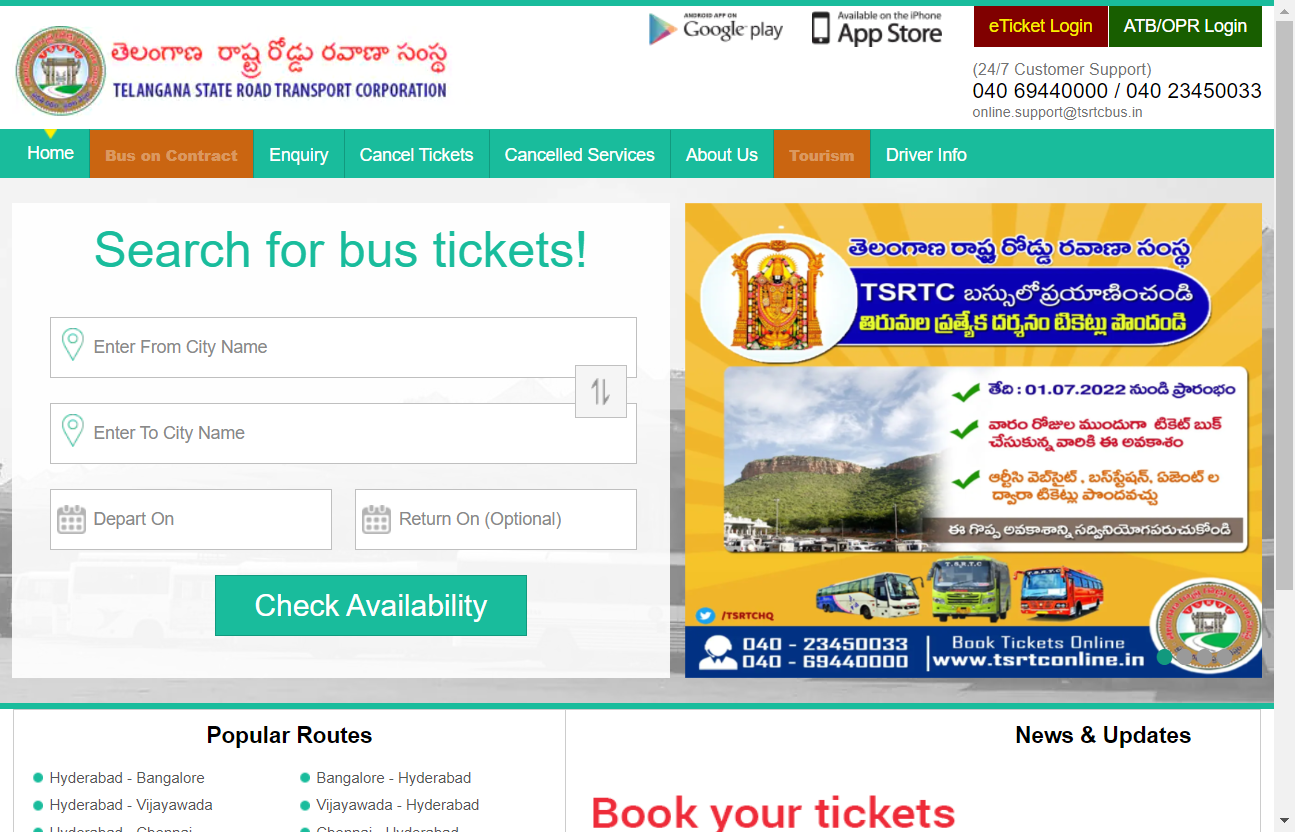 తెలంగాణ రాష్ట్ర రోడ్డు రవాణా సంస్థ
TELANGANA STATE ROAD TRANSPORT CORPORATION
ANDROID APP ON
Google play
Available on the iPhone
App Store
eTicket Login
ATB/OPR Login
(24/7 Customer Support)
040 69440000 / 040 23450033
online.support@tsrtcbus.in
Home
Bus on Contract
Enquiry
Cancel Tickets
Cancelled Services
About Us
Tourism
Driver Info
Search for bus tickets!
Enter From City Name
Enter To City Name
Depart On
Return On (Optional)
Check Availability
తెలంగాణ రాష్ట్ర రోడ్డు రవాణా సంస్థ
TSRTC బస్సులో ప్రయాణించండి
తిరుమల ప్రత్యేక దర్శనం టికెట్లు పొందండి
తేది : 01.07.2022 నుండి ప్రారంభం
వారం రోజుల ముందుగా టికెట్ బుక్
చేసుకున్న వారికి ఈ అవకాశం
ఆర్టీసి వెబ్‌సైట్ , బస్‌స్టేషన్, ఏజెంట్ ల
ద్వారా టికెట్లు పొందవచ్చు
ఈ గొప్ప అవకాశాన్ని సద్వినియోగపరుచుకోండి
T.S.R.T.C
/TSRTCHQ
040 - 23450033
040 - 69440000
Book Tickets Online
www.tsrtconline.in
Popular Routes
Hyderabad - Bangalore
Bangalore - Hyderabad
Hyderabad - Vijayawada
Vijayawada - Hyderabad
Hyderabad - Chennai
Chennai - Hyderabad
News & Updates
Book your tickets